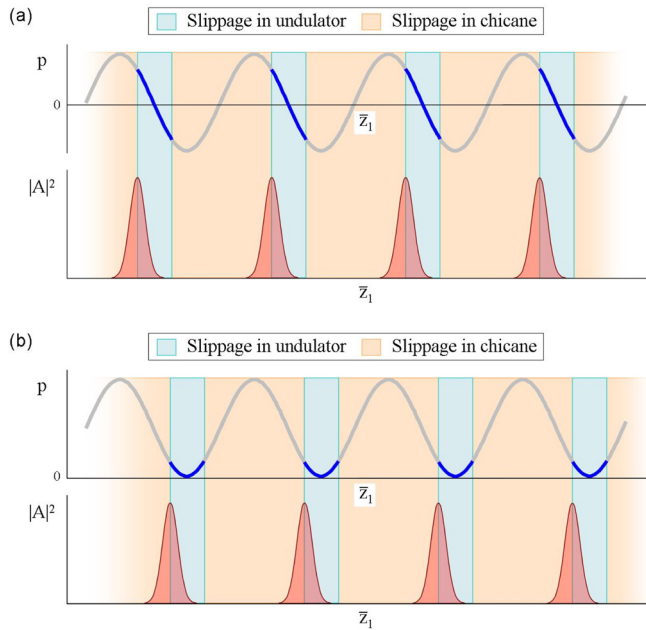 (a)
Slippage in undulator Slippage in chicane
p
0
z̅₁
|A|²
z̅₁
(b)
Slippage in undulator Slippage in chicane
p
0
z̅₁
|A|²
z̅₁